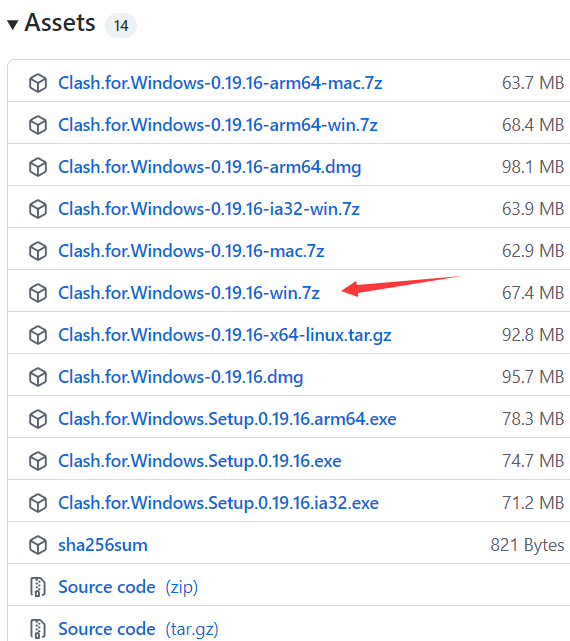 Assets 14
Clash.for.Windows-0.19.16-arm64-mac.7z 63.7 MB
Clash.for.Windows-0.19.16-arm64-win.7z 68.4 MB
Clash.for.Windows-0.19.16-arm64.dmg 98.1 MB
Clash.for.Windows-0.19.16-ia32-win.7z 63.9 MB
Clash.for.Windows-0.19.16-mac.7z 62.9 MB
Clash.for.Windows-0.19.16-win.7z 67.4 MB
Clash.for.Windows-0.19.16-x64-linux.tar.gz 92.8 MB
Clash.for.Windows-0.19.16.dmg 95.7 MB
Clash.for.Windows.Setup.0.19.16.arm64.exe 78.3 MB
Clash.for.Windows.Setup.0.19.16.exe 74.7 MB
Clash.for.Windows.Setup.0.19.16.ia32.exe 71.2 MB
sha256sum 821 Bytes
Source code (zip)
Source code (tar.gz)